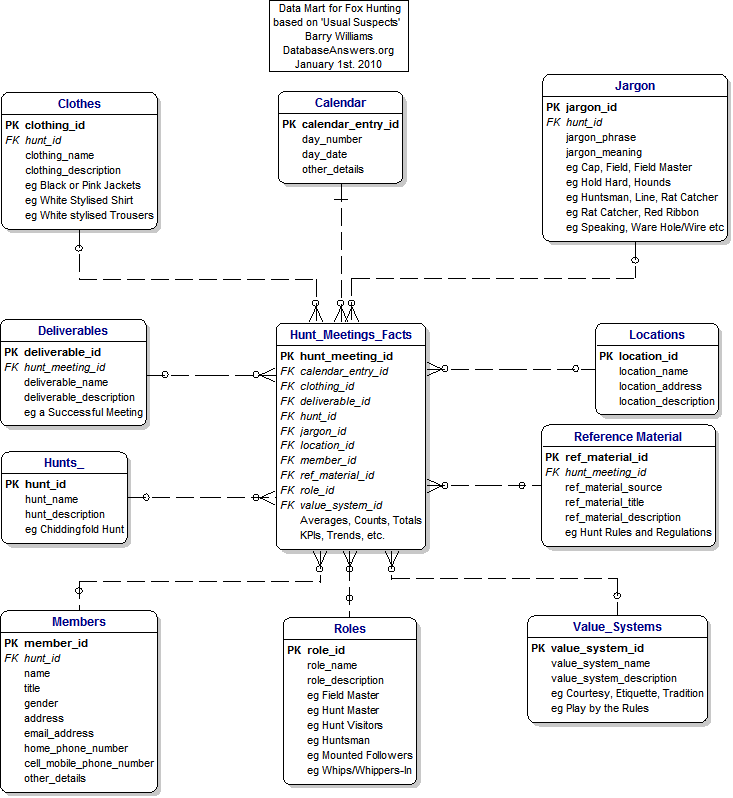 Data Mart for Fox Hunting
based on 'Usual Suspects'
Barry Williams
DatabaseAnswers.org
January 1st. 2010
Clothes
PK clothing_id
FK hunt_id
clothing_name
clothing_description
eg Black or Pink Jackets
eg White Stylised Shirt
eg White stylised Trousers
Calendar
PK calendar_entry_id
day_number
day_date
other_details
Jargon
PK jargon_id
FK hunt_id
jargon_phrase
jargon_meaning
eg Cap, Field, Field Master
eg Hold Hard, Hounds
eg Huntsman, Line, Rat Catcher
eg Rat Catcher, Red Ribbon
eg Speaking, Ware Hole/Wire etc
Deliverables
PK deliverable_id
FK hunt_meeting_id
deliverable_name
deliverable_description
eg a Successful Meeting
Hunt_Meetings_Facts
PK hunt_meeting_id
FK calendar_entry_id
FK clothing_id
FK deliverable_id
FK hunt_id
FK jargon_id
FK location_id
FK member_id
FK ref_material_id
FK role_id
FK value_system_id
Averages, Counts, Totals
KPIs, Trends, etc.
Locations
PK location_id
location_name
location_address
location_description
Hunts_
PK hunt_id
hunt_name
hunt_description
eg Chiddingfold Hunt
Reference Material
PK ref_material_id
FK hunt_meeting_id
ref_material_source
ref_material_title
ref_material_description
eg Hunt Rules and Regulations
Members
PK member_id
FK hunt_id
name
title
gender
address
email_address
home_phone_number
cell_mobile_phone_number
other_details
Roles
PK role_id
role_name
role_description
eg Field Master
eg Hunt Master
eg Hunt Visitors
eg Huntsman
eg Mounted Followers
eg Whips/Whippers-In
Value_Systems
PK value_system_id
value_system_name
value_system_description
eg Courtesy, Etiquette, Tradition
eg Play by the Rules